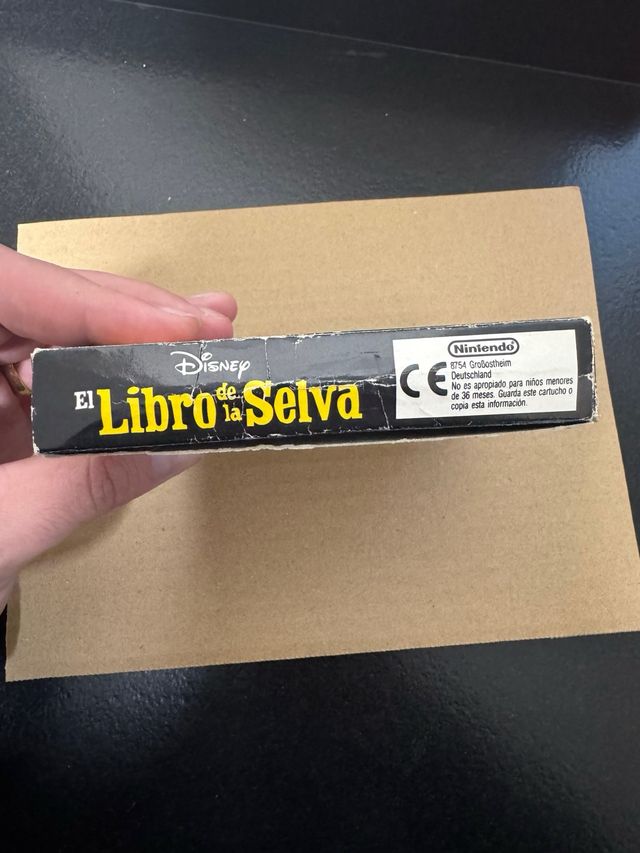 Disney
El Libro de la Selva
CE
Nintendo
8754 Großostheim
Deutschland
No es apropiado para niños menores
de 36 meses. Guarda este cartucho o
copia esta información.